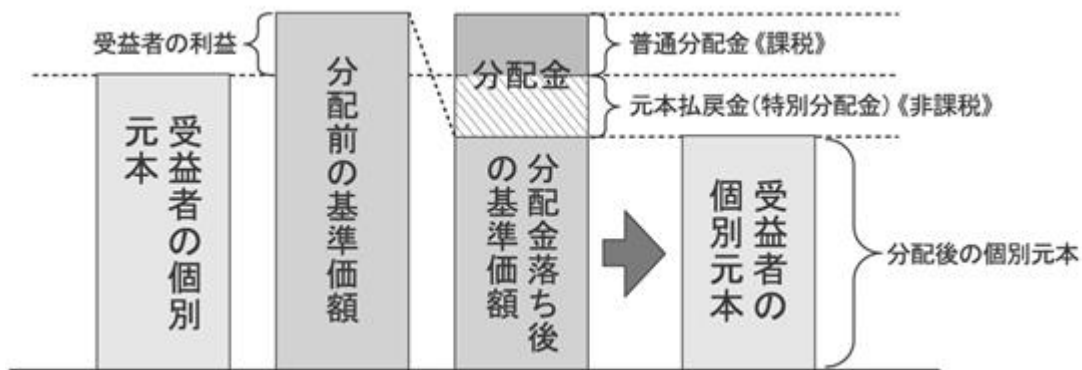 受益者の利益
受益者の個別
元本
分配前の基準価額
分配金
分配金落ち後
の基準価額
普通分配金《課税》
元本払戻金(特別分配金)《非課税》
受益者の
個別元本
分配後の個別元本